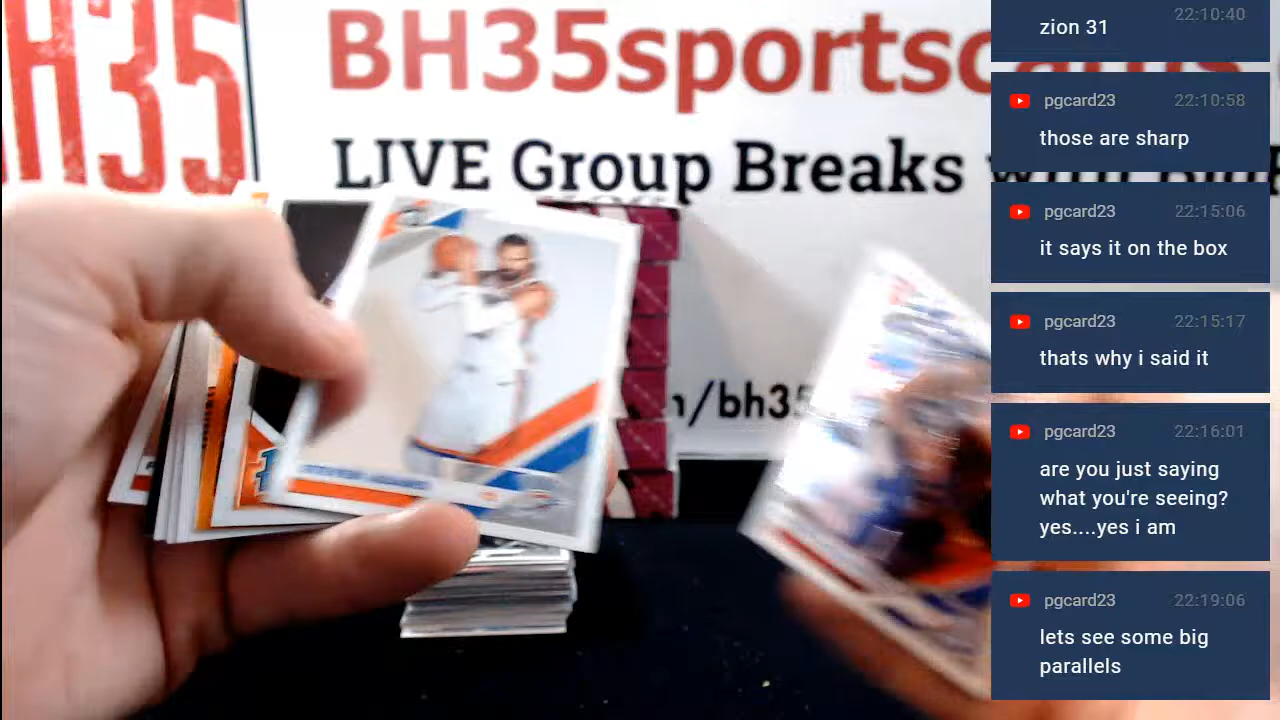 H35
BH35sportsc
LIVE Group Breaks
/bh35
zion 31
22:10:40
pgcard23
22:10:58
those are sharp
pgcard23
22:15:06
it says it on the box
pgcard23
22:15:17
thats why i said it
pgcard23
22:16:01
are you just saying
what you're seeing?
yes....yes i am
pgcard23
22:19:06
lets see some big
parallels